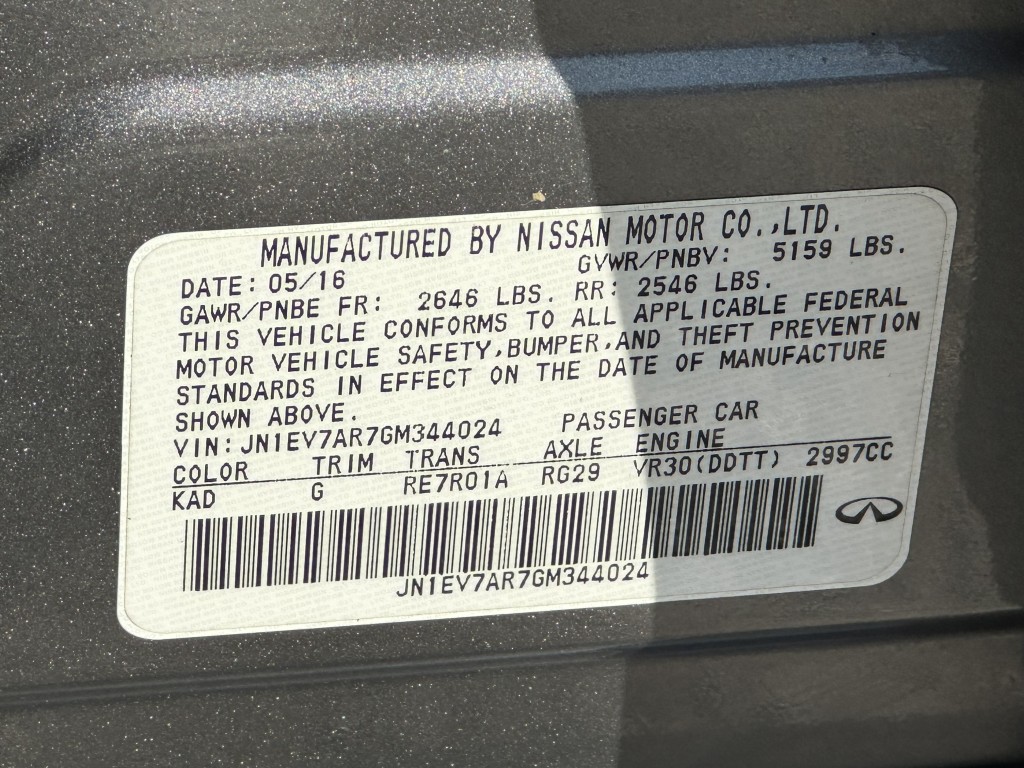 MANUFACTURED BY NISSAN MOTOR CO.,LTD.
DATE: 05/16 GVWR/PNBV: 5159 LBS.
GAWR/PNBE FR: 2646 LBS. RR: 2546 LBS.
THIS VEHICLE CONFORMS TO ALL APPLICABLE FEDERAL
MOTOR VEHICLE SAFETY,BUMPER,AND THEFT PREVENTION
STANDARDS IN EFFECT ON THE DATE OF MANUFACTURE
SHOWN ABOVE.
VIN: JN1EV7AR7GM344024 PASSENGER CAR
COLOR TRIM TRANS AXLE ENGINE
KAD G RE7R01A RG29 VR30(DDTT) 2997CC
JN1EV7AR7GM344024